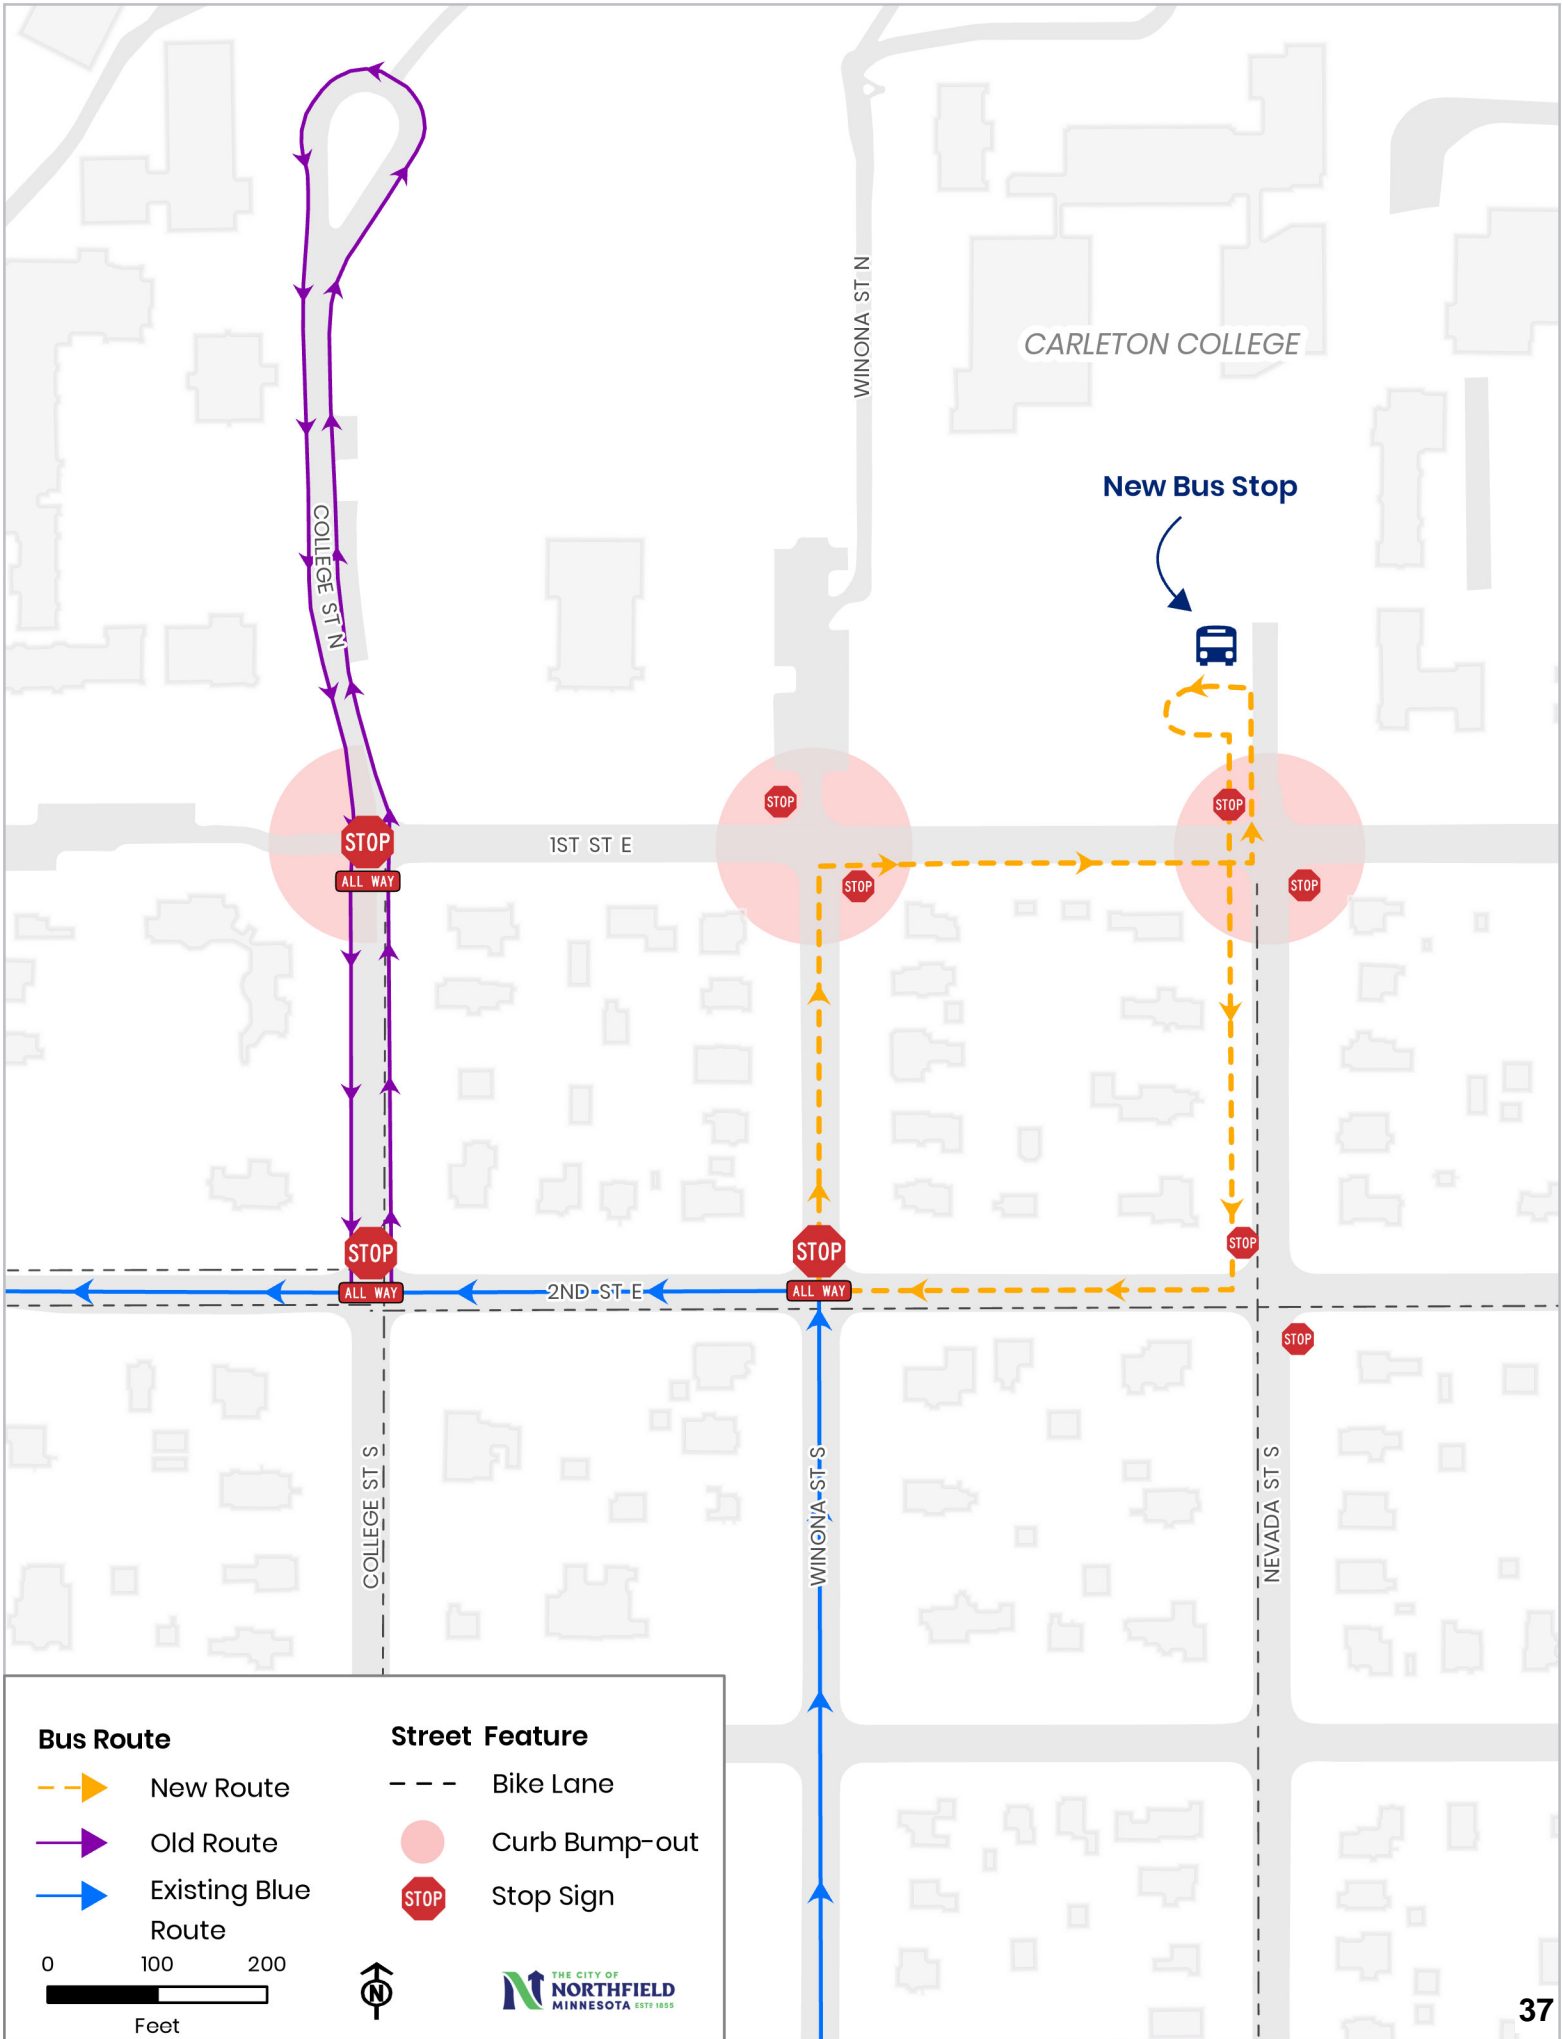 WINONA ST N
CARLETON COLLEGE
New Bus Stop
COLLEGE ST N
STOP
STOP
STOP
ALL WAY
1ST ST E
STOP
STOP
STOP
ALL WAY
2ND ST E
STOP
ALL WAY
STOP
STOP
COLLEGE ST S
WINONA ST S
NEVADA ST S
Bus Route
New Route
Old Route
Existing Blue
Route
Street Feature
Bike Lane
Curb Bump-out
STOP
Stop Sign
0 100 200
Feet
N
THE CITY OF
NORTHFIELD
MINNESOTA ESTD 1855
37